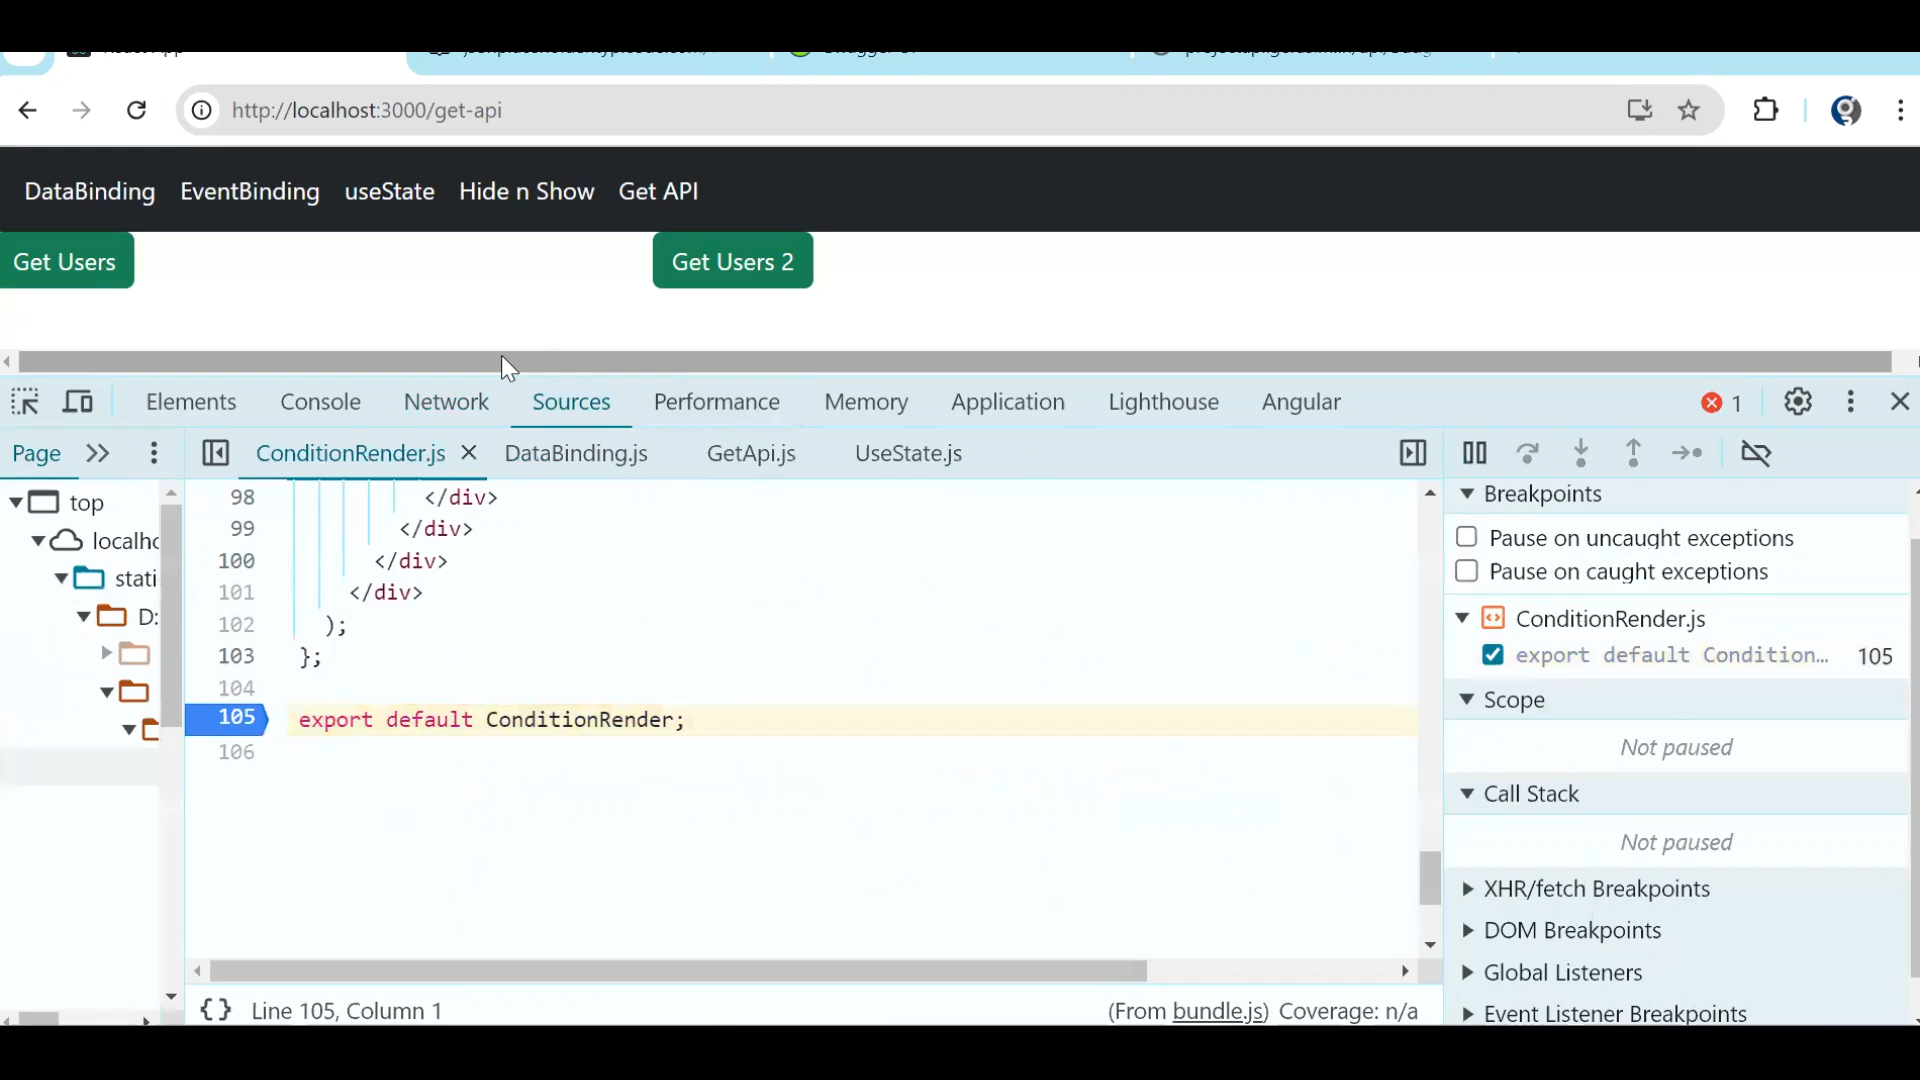 http://localhost:3000/get-api
DataBinding EventBinding useState Hide n Show Get API
Get Users Get Users 2
Elements Console Network Sources Performance Memory Application Lighthouse Angular 1
Page ConditionRender.js DataBinding.js GetApi.js UseState.js
top
localho
stati
D:
98 </div>
99 </div>
100 </div>
101 </div>
102 );
103 };
104
105 export default ConditionRender;
106
{} Line 105, Column 1 (From bundle.js) Coverage: n/a
Breakpoints
Pause on uncaught exceptions
Pause on caught exceptions
ConditionRender.js
export default Condition… 105
Scope
Not paused
Call Stack
Not paused
XHR/fetch Breakpoints
DOM Breakpoints
Global Listeners
Event Listener Breakpoints